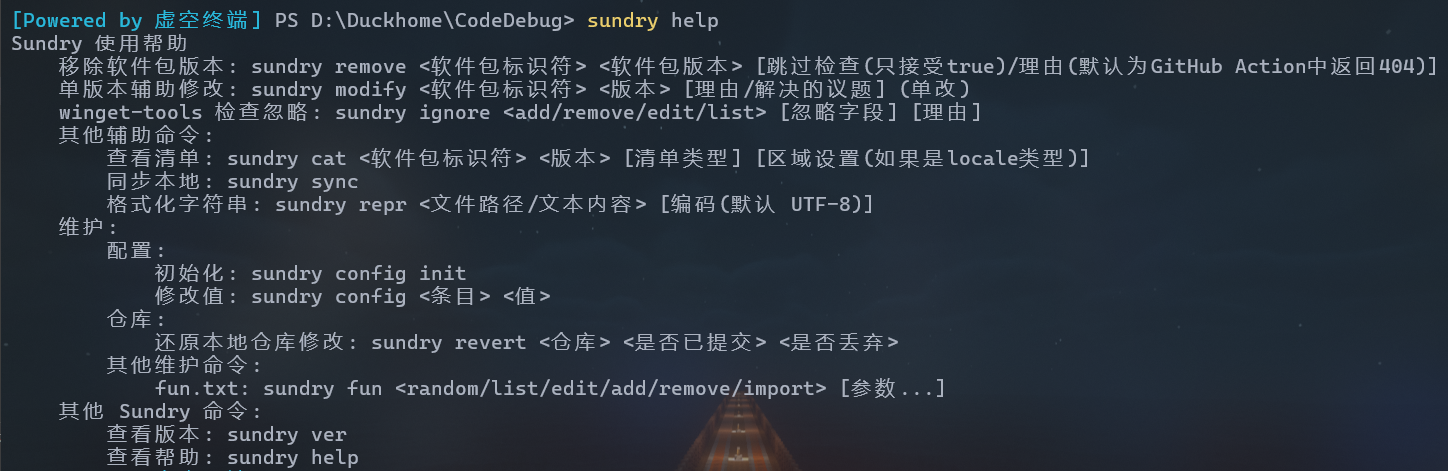 [Powered by 虚空终端] PS D:\Duckhome\CodeDebug> sundry help
Sundry 使用帮助
移除软件包版本: sundry remove <软件包标识符> <软件包版本> [跳过检查(只接受true)/理由(默认为GitHub Action中返回404)]
单版本辅助修改: sundry modify <软件包标识符> <版本> [理由/解决的议题] (单改)
winget-tools 检查忽略: sundry ignore <add/remove/edit/list> [忽略字段] [理由]
其他辅助命令:
查看清单: sundry cat <软件包标识符> <版本> [清单类型] [区域设置(如果是locale类型)]
同步本地: sundry sync
格式化字符串: sundry repr <文件路径/文本内容> [编码(默认 UTF-8)]
维护:
配置:
初始化: sundry config init
修改值: sundry config <条目> <值>
仓库:
还原本地仓库修改: sundry revert <仓库> <是否已提交> <是否丢弃>
其他维护命令:
fun.txt: sundry fun <random/list/edit/add/remove/import> [参数...]
其他 Sundry 命令:
查看版本: sundry ver
查看帮助: sundry help